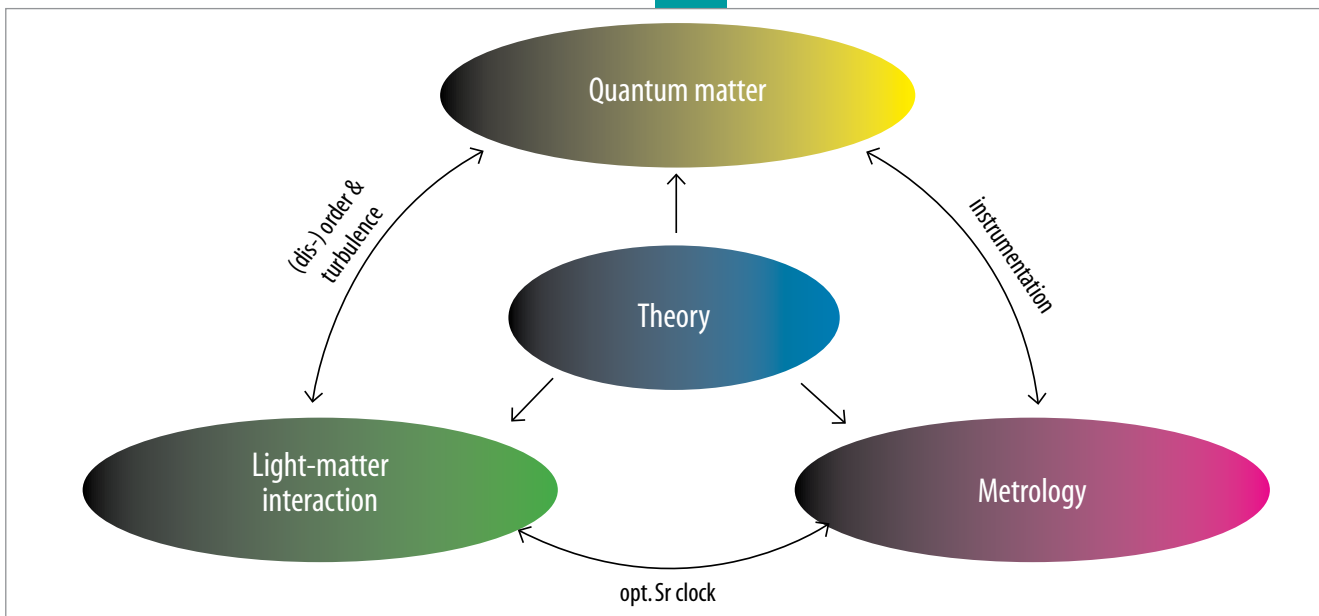 Quantum matter
(dis-) order &
turbulence
instrumentation
Theory
Light-matter
interaction
Metrology
opt. Sr clock